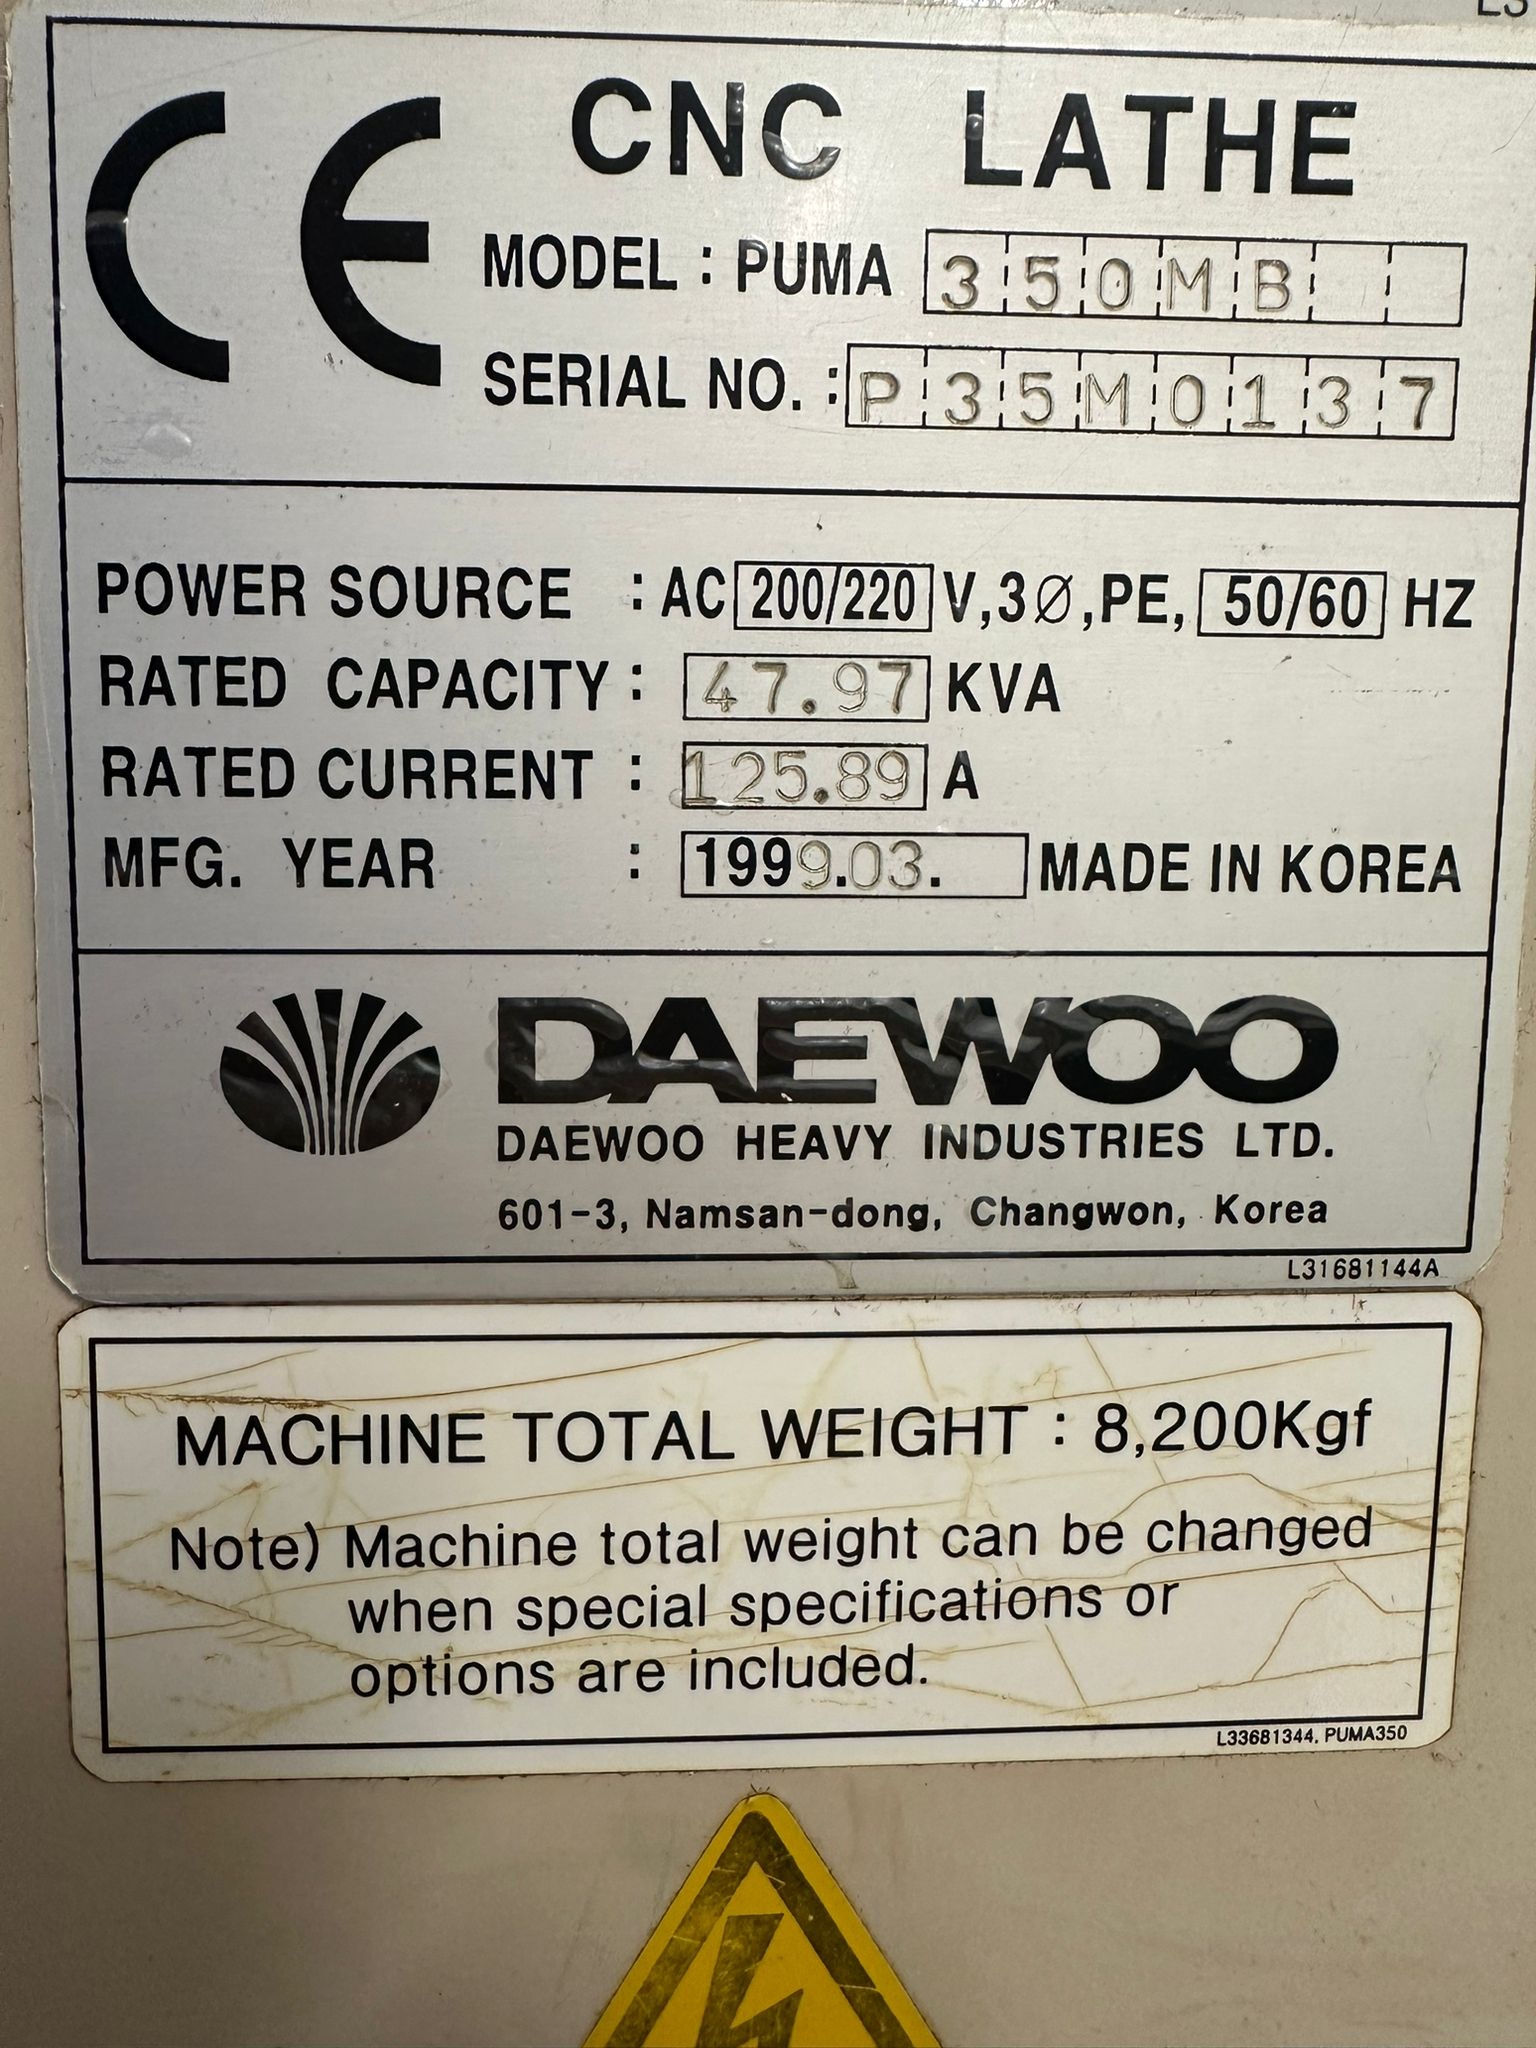 CE
CNC LATHE
MODEL : PUMA 350MB
SERIAL NO. : P35M0137
POWER SOURCE : AC 200/220 V,3Ø,PE, 50/60 HZ
RATED CAPACITY : 47.97 KVA
RATED CURRENT : 125.89 A
MFG. YEAR : 1999.03. MADE IN KOREA
DAEWOO
DAEWOO HEAVY INDUSTRIES LTD.
601-3, Namsan-dong, Changwon, Korea
L31681144A
MACHINE TOTAL WEIGHT : 8,200Kgf
Note) Machine total weight can be changed
when special specifications or
options are included.
L33681344. PUMA350